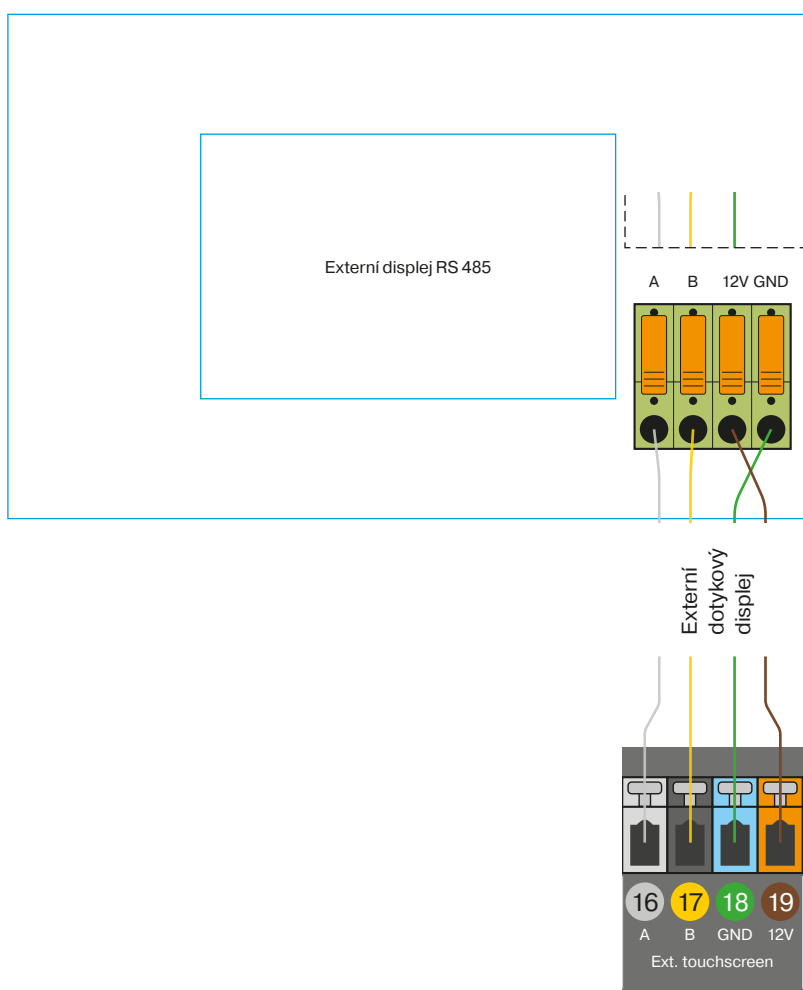 Externí displej RS 485
A B 12V GND
Externí
dotykový
displej
16 17 18 19
A B GND 12V
Ext. touchscreen